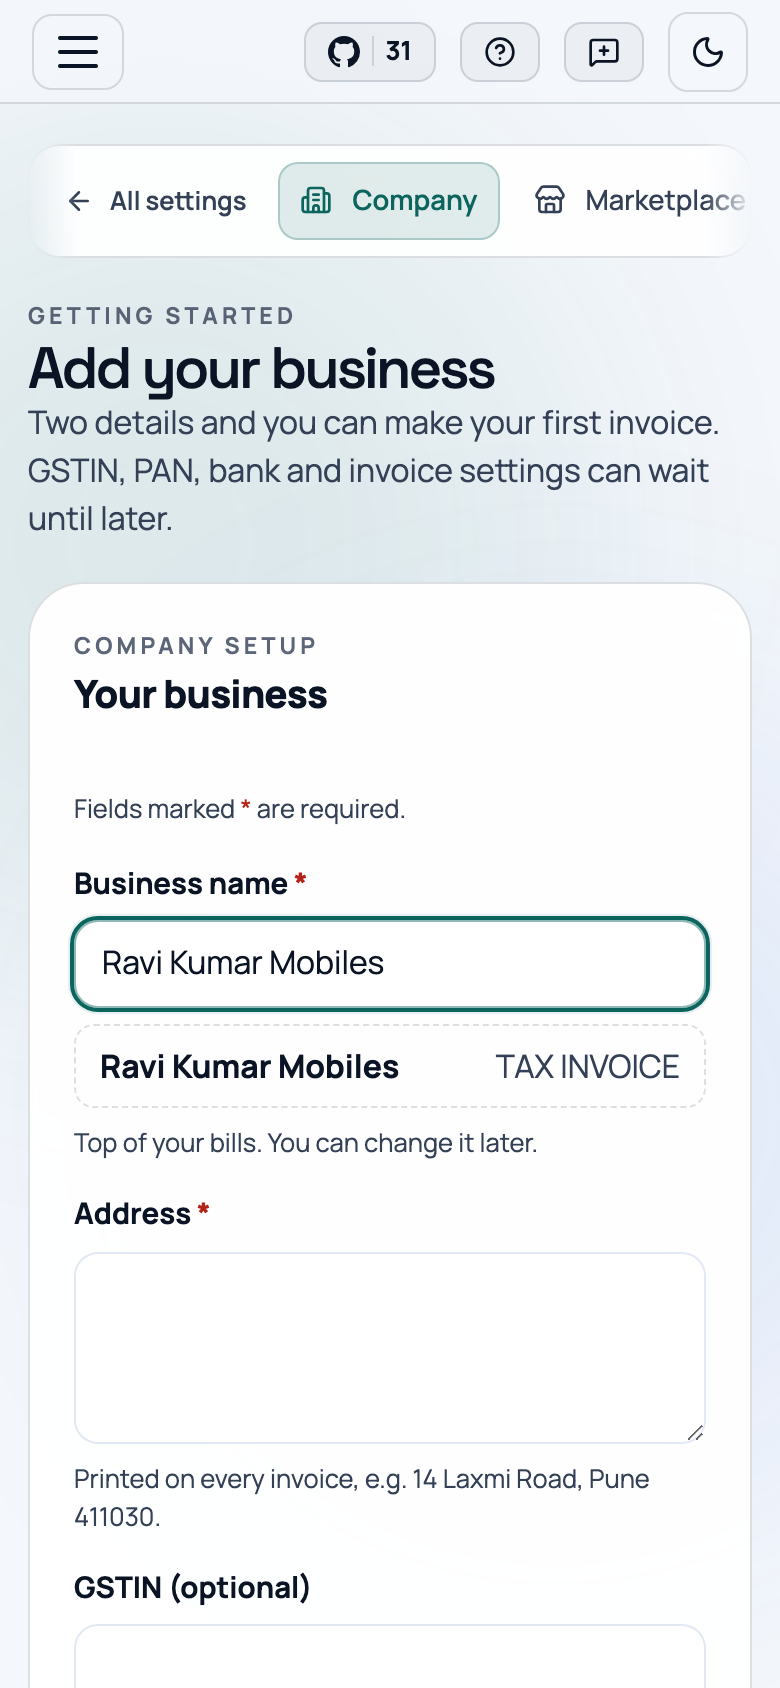 31
All settings
Company
Marketplace
GETTING STARTED
Add your business
Two details and you can make your first invoice.
GSTIN, PAN, bank and invoice settings can wait
until later.
COMPANY SETUP
Your business
Fields marked * are required.
Business name *
Ravi Kumar Mobiles
Ravi Kumar Mobiles TAX INVOICE
Top of your bills. You can change it later.
Address *
Printed on every invoice, e.g. 14 Laxmi Road, Pune
411030.
GSTIN (optional)